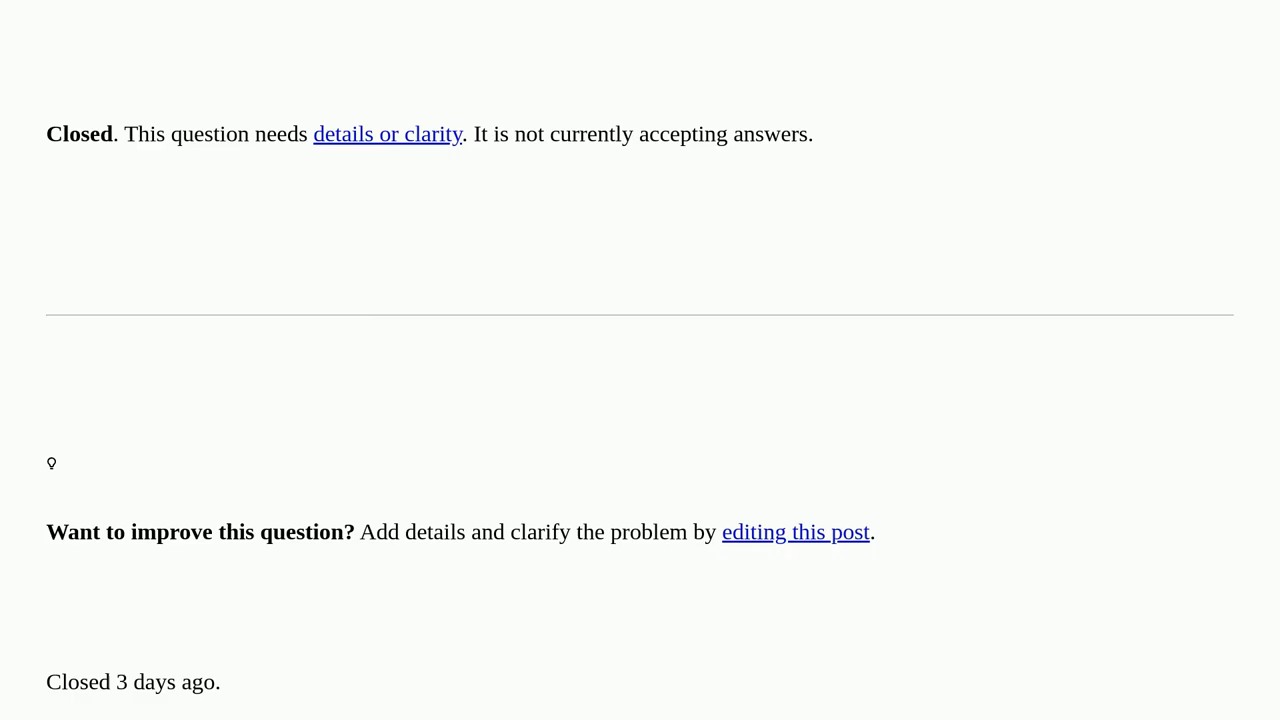 Closed. This question needs details or clarity. It is not currently accepting answers.
Want to improve this question? Add details and clarify the problem by editing this post.
Closed 3 days ago.